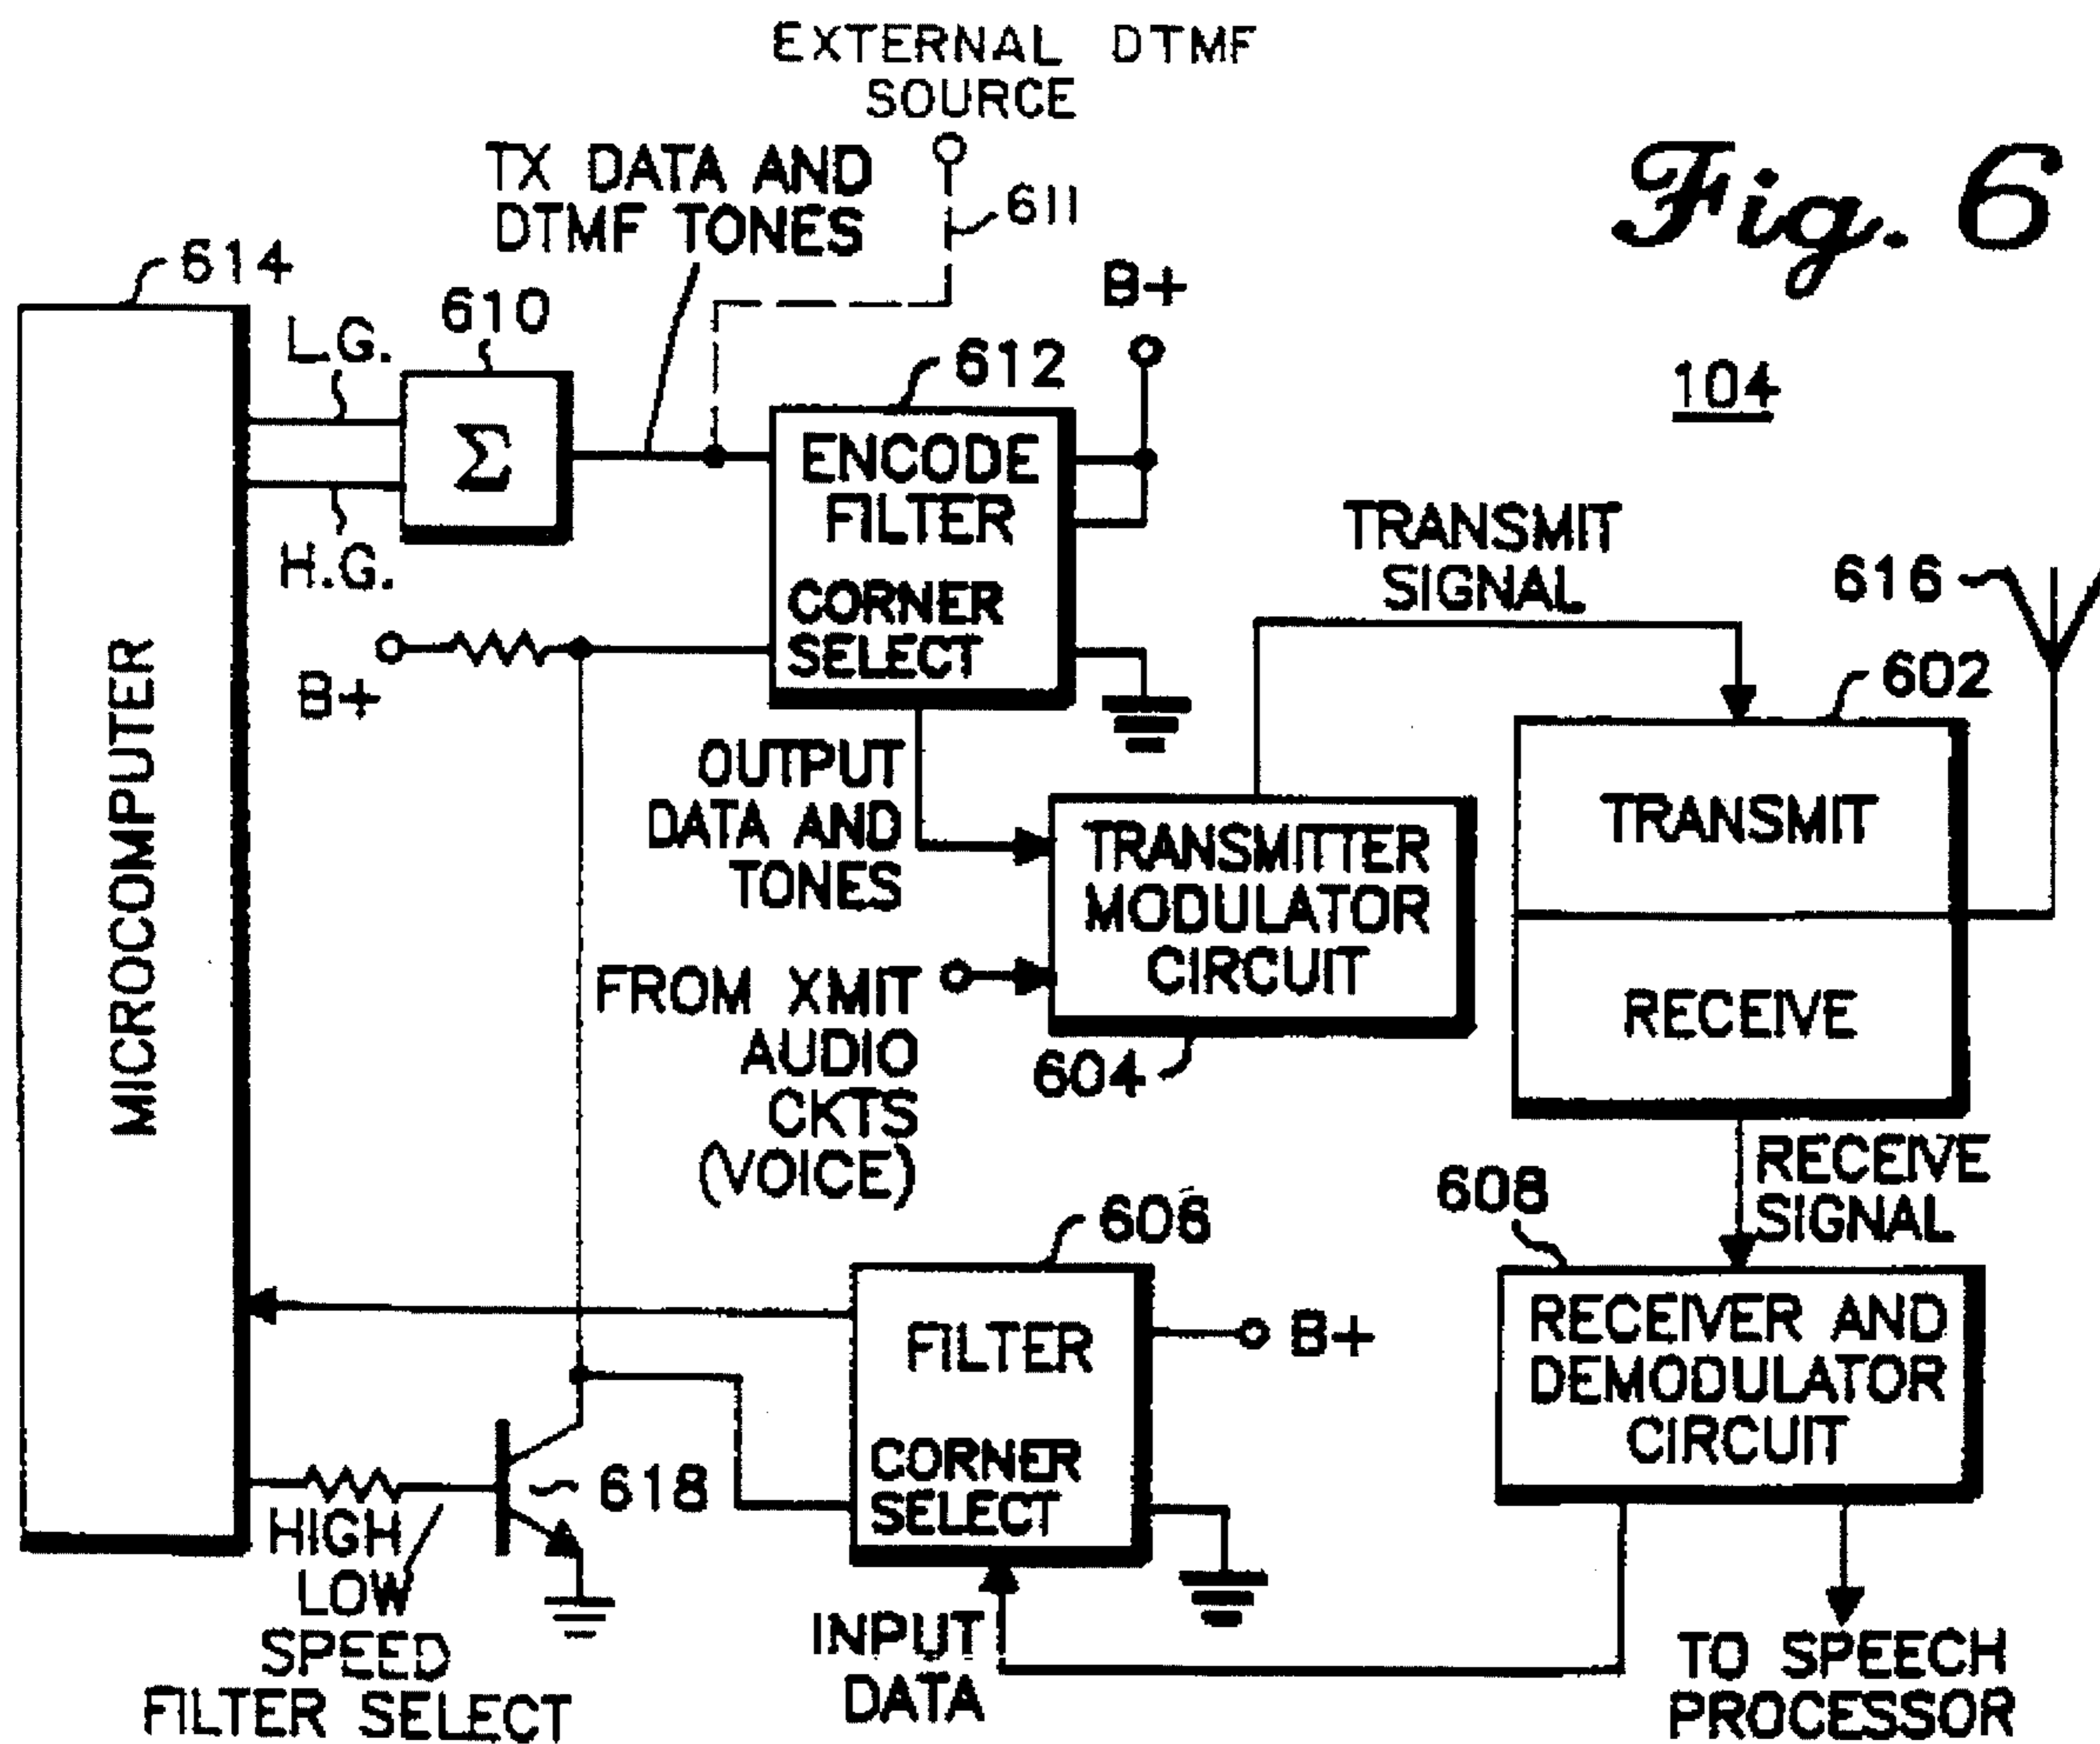 EXTERNAL DTMF
SOURCE
TX DATA AND
DTMF TONES
611
Fig. 6
104
614
L.G.
610
H.G.
Σ
612
B+
ENCODE
FILTER
CORNER
SELECT
B+
TRANSMIT
SIGNAL
616
602
MICROCOMPUTER
OUTPUT
DATA AND
TONES
TRANSMITTER
MODULATOR
CIRCUIT
604
FROM XMIT
AUDIO
CKTS
(VOICE)
TRANSMIT
RECEIVE
RECEIVE
SIGNAL
608
606
FILTER
CORNER
SELECT
B+
RECEIVER AND
DEMODULATOR
CIRCUIT
618
HIGH
LOW
SPEED
FILTER SELECT
INPUT
DATA
TO SPEECH
PROCESSOR